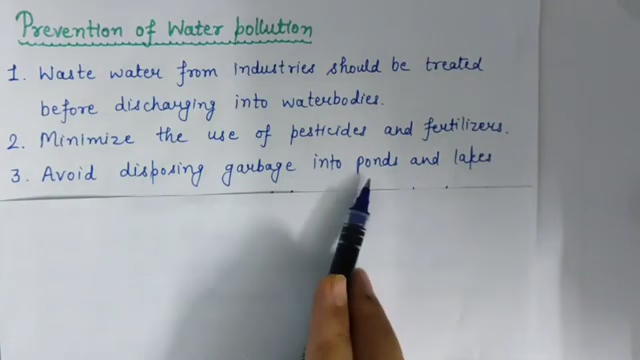 Prevention of Water pollution
1. Waste water from industries should be treated
before discharging into waterbodies.
2. Minimize the use of pesticides and fertilizers.
3. Avoid disposing garbage into ponds and lakes